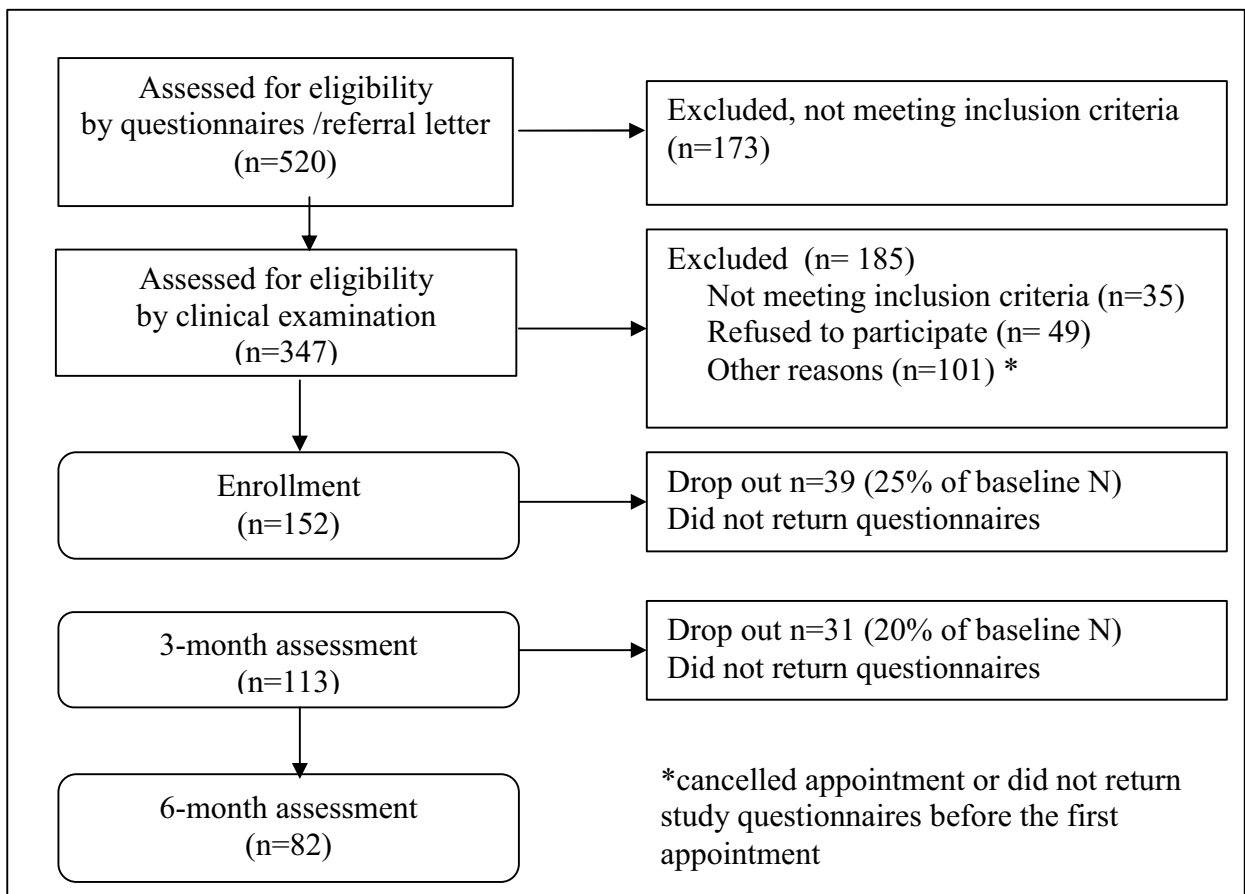 Assessed for eligibility
by questionnaires /referral letter
(n=520)
Excluded, not meeting inclusion criteria
(n=173)
Assessed for eligibility
by clinical examination
(n=347)
Excluded  (n= 185)
Not meeting inclusion criteria (n=35)
Refused to participate (n= 49)
Other reasons (n=101) *
Enrollment
(n=152)
Drop out n=39 (25% of baseline N)
Did not return questionnaires
3-month assessment
(n=113)
Drop out n=31 (20% of baseline N)
Did not return questionnaires
6-month assessment
(n=82)
*cancelled appointment or did not return
study questionnaires before the first
appointment